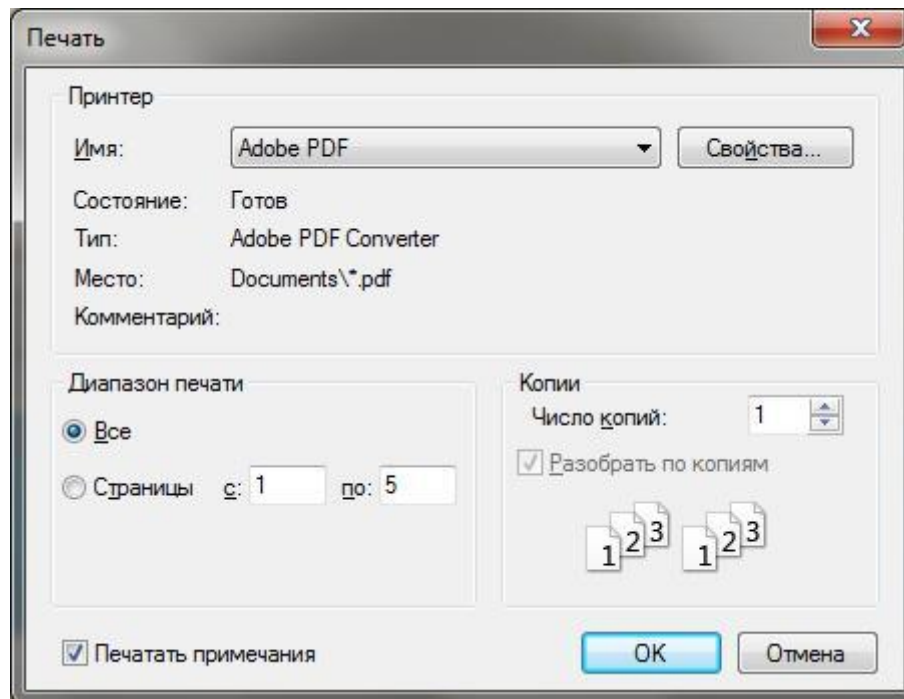 Печать
Принтер
Имя: Adobe PDF Свойства...
Состояние: Готов
Тип: Adobe PDF Converter
Место: Documents\*.pdf
Комментарий:
Диапазон печати
Все
Страницы с: 1 по: 5
Копии
Число копий: 1
Разобрать по копиям
1 2 3 1 2 3
Печатать примечания
OK Отмена